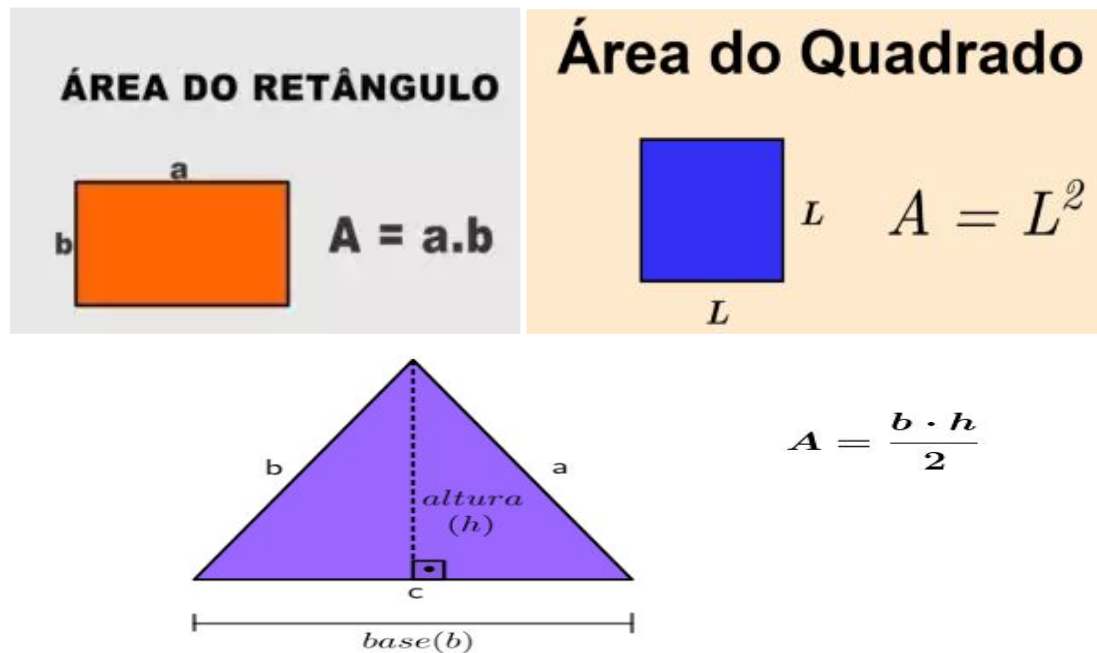 ÁREA DO RETÂNGULO
a
b
A = a.b
Área do Quadrado
L
A = L²
L
b
a
altura
(h)
c
base(b)
A = b · h / 2